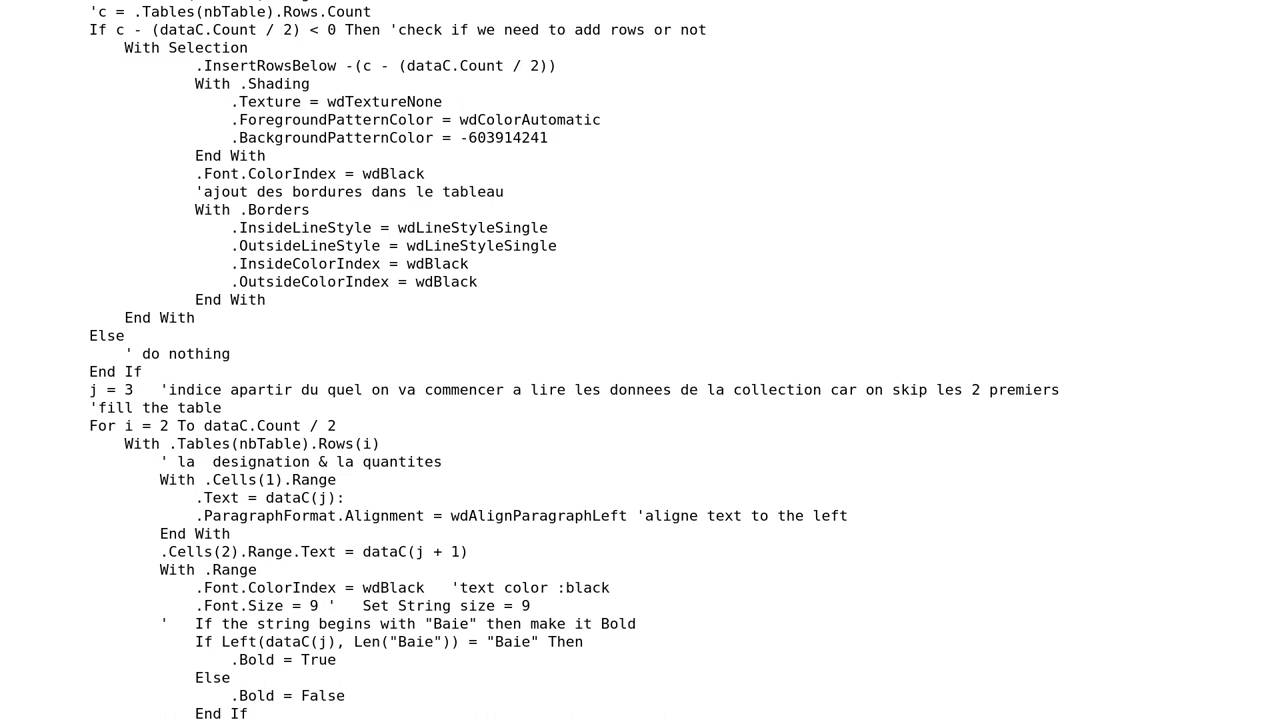 'c = .Tables(nbTable).Rows.Count
If c - (dataC.Count / 2) < 0 Then 'check if we need to add rows or not
With Selection
.InsertRowsBelow -(c - (dataC.Count / 2))
With .Shading
.Texture = wdTextureNone
.ForegroundPatternColor = wdColorAutomatic
.BackgroundPatternColor = -603914241
End With
.Font.ColorIndex = wdBlack
'ajout des bordures dans le tableau
With .Borders
.InsideLineStyle = wdLineStyleSingle
.OutsideLineStyle = wdLineStyleSingle
.InsideColorIndex = wdBlack
.OutsideColorIndex = wdBlack
End With
End With
Else
' do nothing
End If
j = 3   'indice apartir du quel on va commencer a lire les donnees de la collection car on skip les 2 premiers
'fill the table
For i = 2 To dataC.Count / 2
With .Tables(nbTable).Rows(i)
' la  designation & la quantites
With .Cells(1).Range
.Text = dataC(j):
.ParagraphFormat.Alignment = wdAlignParagraphLeft 'aligne text to the left
End With
.Cells(2).Range.Text = dataC(j + 1)
With .Range
.Font.ColorIndex = wdBlack   'text color :black
.Font.Size = 9 '   Set String size = 9
'   If the string begins with "Baie" then make it Bold
If Left(dataC(j), Len("Baie")) = "Baie" Then
.Bold = True
Else
.Bold = False
End If